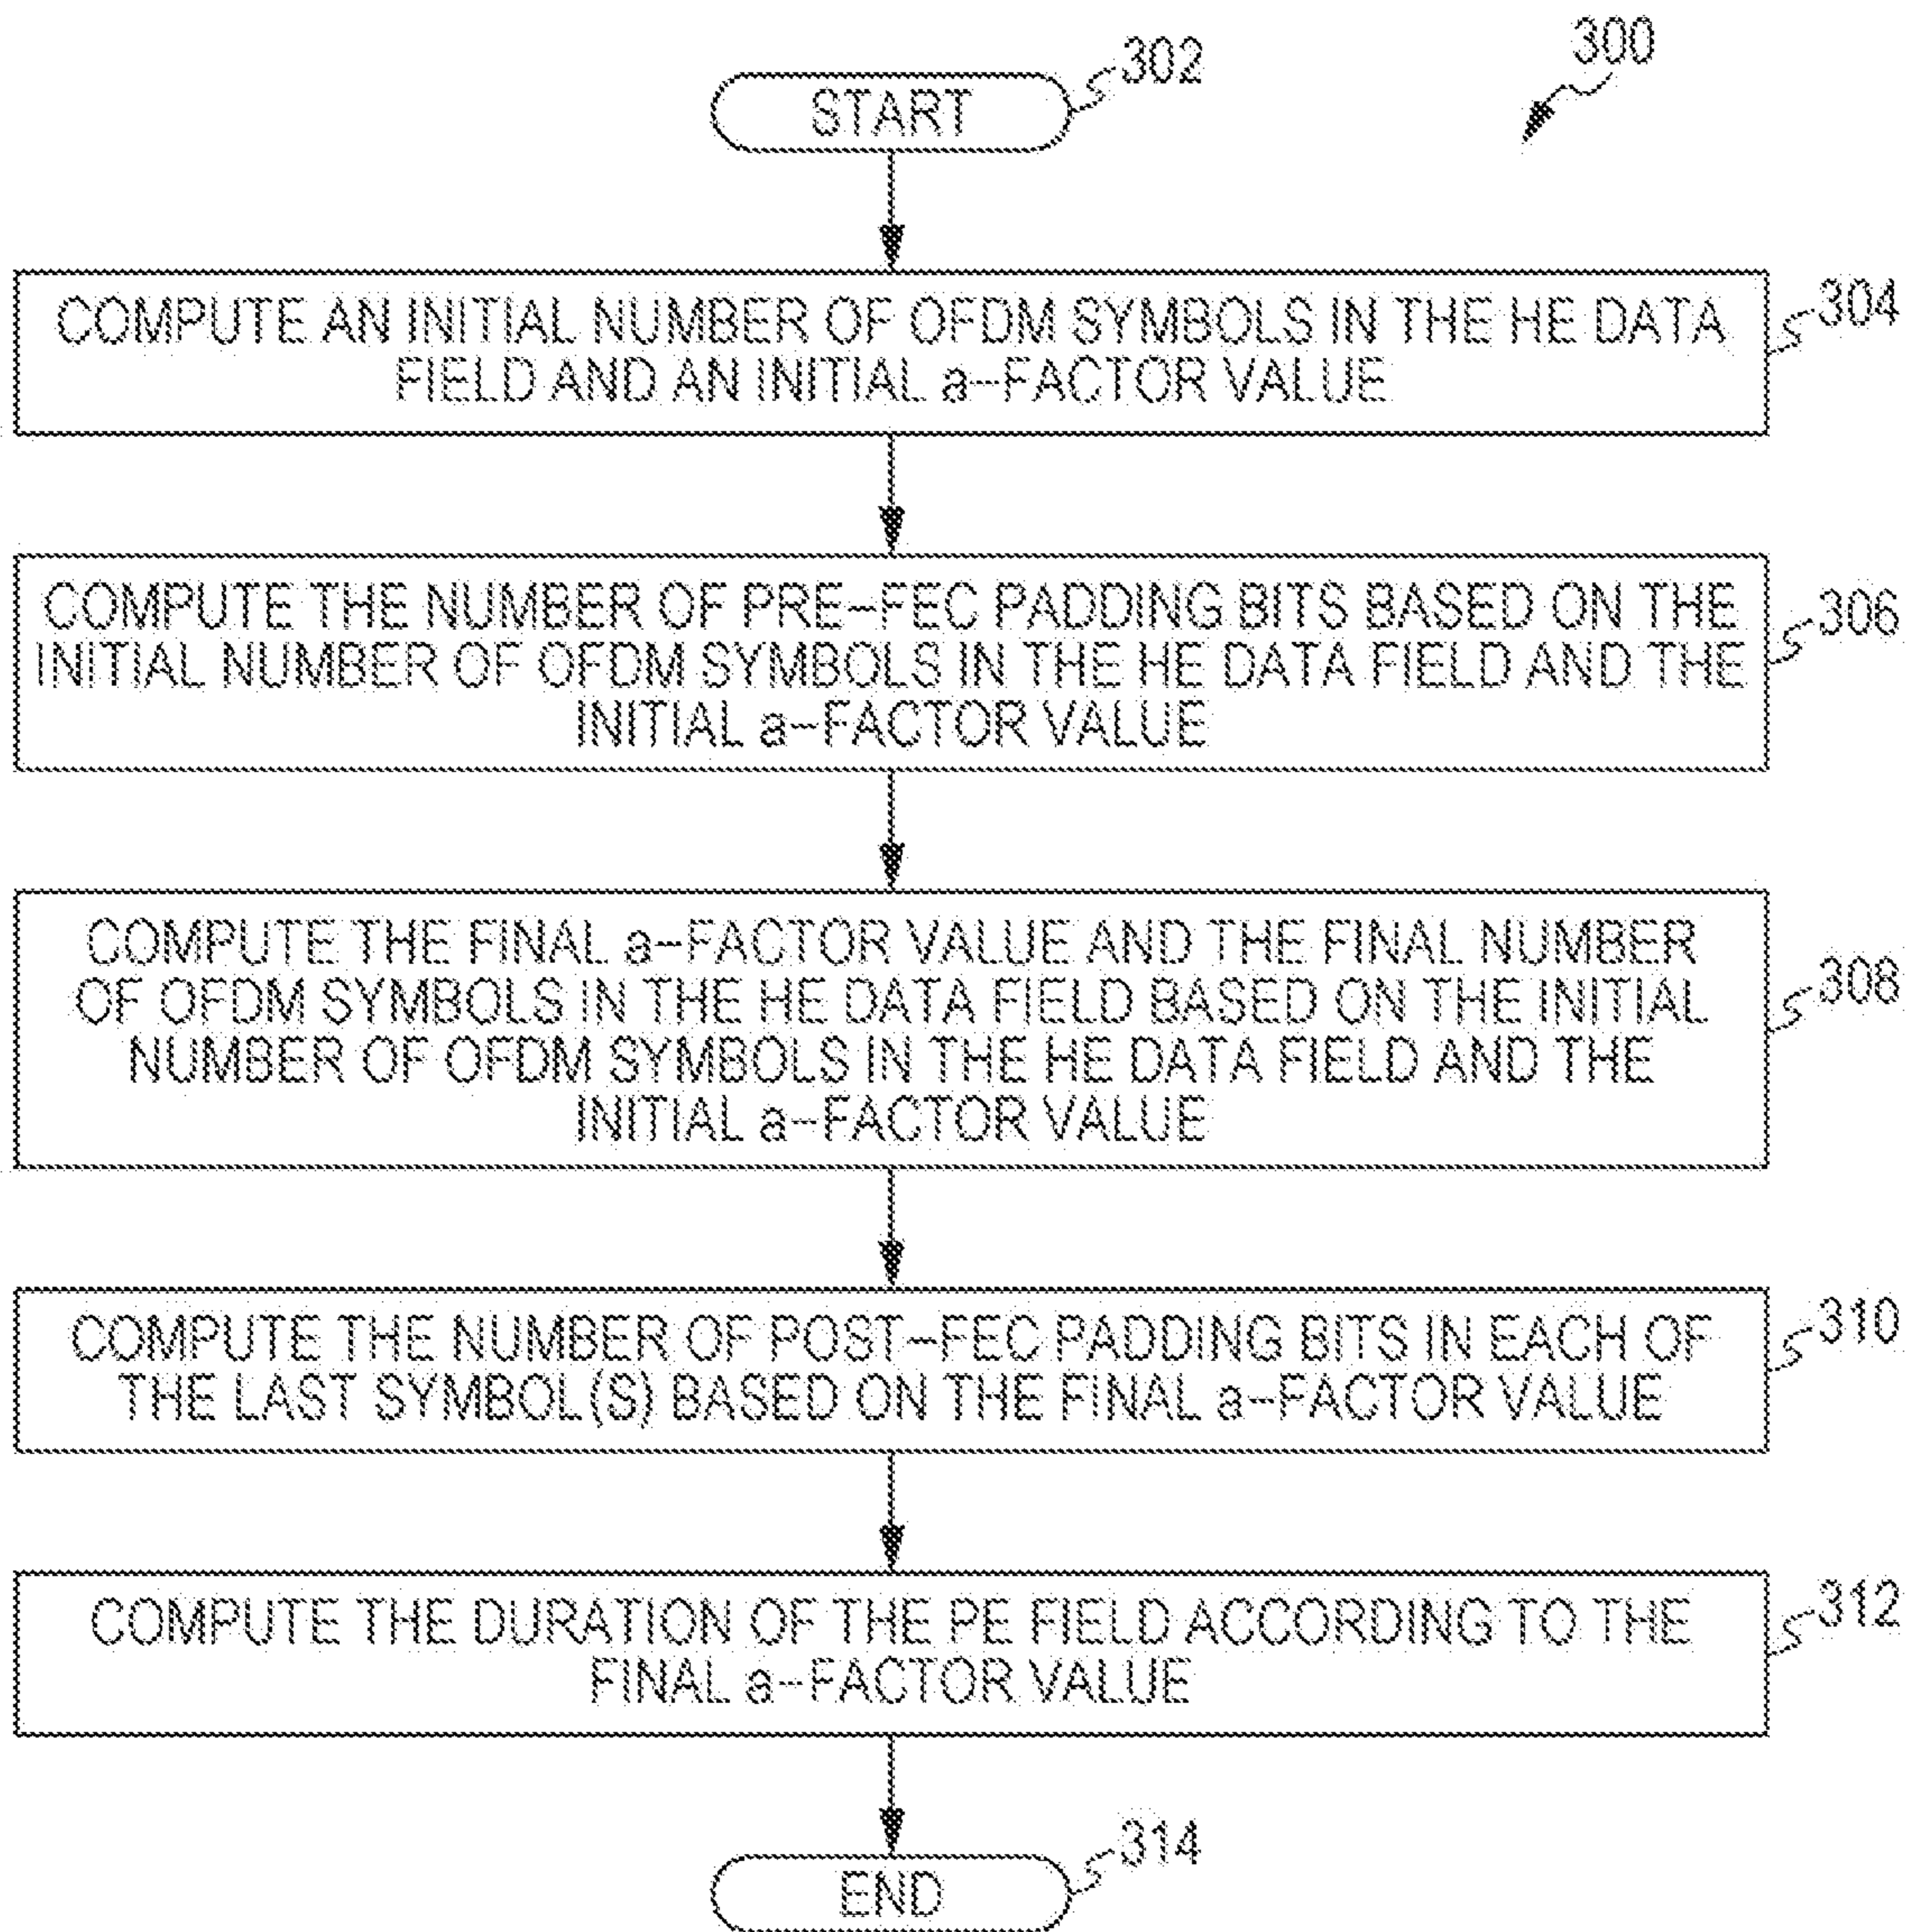 300
START
302
COMPUTE AN INITIAL NUMBER OF OFDM SYMBOLS IN THE HE DATA
FIELD AND AN INITIAL a-FACTOR VALUE
304
COMPUTE THE NUMBER OF PRE-FEC PADDING BITS BASED ON THE
INITIAL NUMBER OF OFDM SYMBOLS IN THE HE DATA FIELD AND THE
INITIAL a-FACTOR VALUE
306
COMPUTE THE FINAL a-FACTOR VALUE AND THE FINAL NUMBER
OF OFDM SYMBOLS IN THE HE DATA FIELD BASED ON THE INITIAL
NUMBER OF OFDM SYMBOLS IN THE HE DATA FIELD AND THE
INITIAL a-FACTOR VALUE
308
COMPUTE THE NUMBER OF POST-FEC PADDING BITS IN EACH OF
THE LAST SYMBOL(S) BASED ON THE FINAL a-FACTOR VALUE
310
COMPUTE THE DURATION OF THE PE FIELD ACCORDING TO THE
FINAL a-FACTOR VALUE
312
END
314